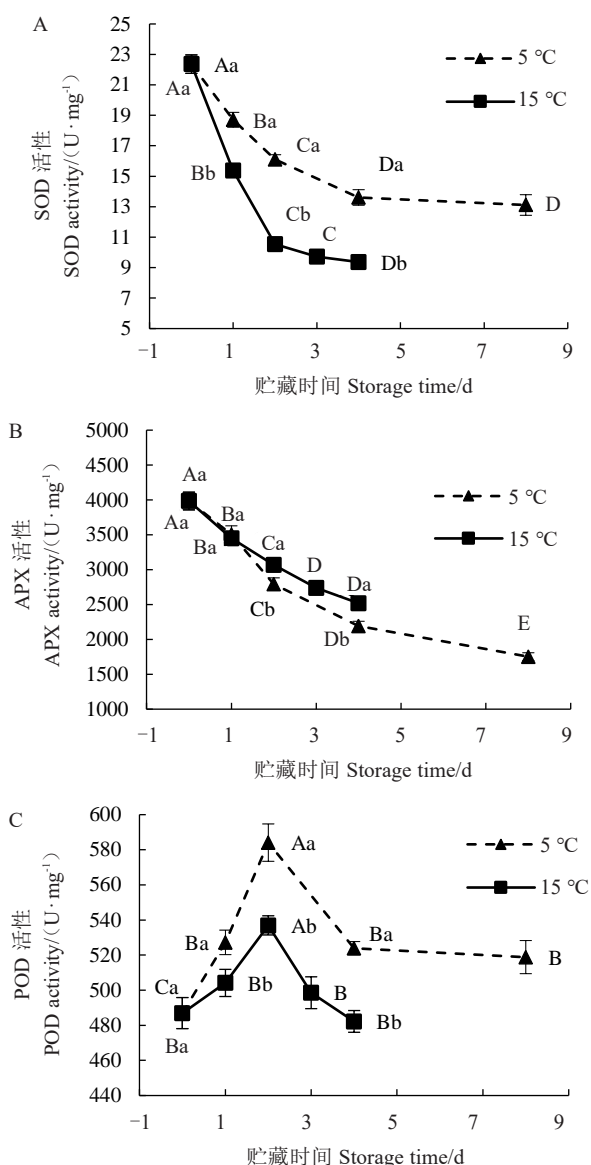 A
25
23
21
19
17
15
13
11
9
7
5
−1
1
3
5
7
9
SOD 活性
SOD activity/(U·mg-1)
Aa
Aa
Ba
Bb
Ca
Cb
C
Da
Db
D
5 ℃
15 ℃
贮藏时间 Storage time/d
B
5000
4500
4000
3500
3000
2500
2000
1500
1000
−1
1
3
5
7
9
APX 活性
APX activity/(U·mg-1)
Aa
Aa
Ba
Ba
Ca
Cb
D
Da
Db
E
5 ℃
15 ℃
贮藏时间 Storage time/d
C
600
580
560
540
520
500
480
460
440
−1
1
3
5
7
9
POD 活性
POD activity/(U·mg-1)
Ca
Ba
Ba
Bb
Aa
Ab
B
Ba
Bb
B
5 ℃
15 ℃
贮藏时间 Storage time/d